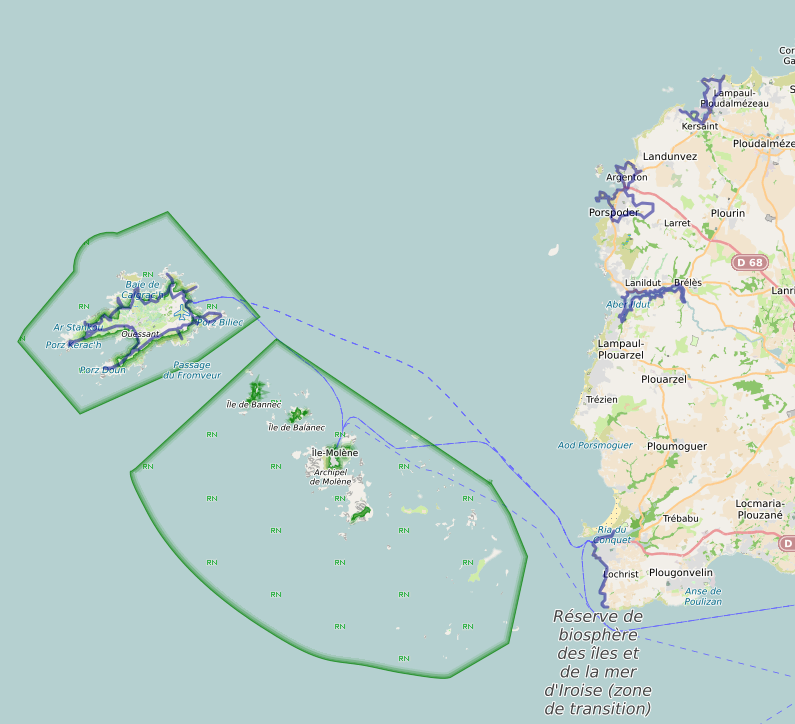 Cor
Ga
Lampaul-
Ploudalmézeau
S
Kersaint
Ploudalméze
Landunvez
Argenton
Porspoder
Plourin
Larret
D 68
RN
Baie de
Calgrac'h
Lanildut
Brélès
Lanri
RN
RN
Aber Ildut
Porz Biliec
Ar Stan
Ouessant
Porz Kerac'h
Lampaul-
Plouarzel
Passage
du Fromveur
Porz Doun
Plouarzel
Trézien
RN
Île de Bannec
Île de Balanec
RN
RN
Aod Porsmoguer
Ploumoguer
Île-Molène
RN
RN
RN
Archipel
de Molène
RN
RN
RN
Locmaria-
Plouzané
Trébabu
RN
RN
Ria du
Conquet
D
RN
RN
RN
Lochrist
Plougonvelin
RN
RN
Anse de
Poulizan
Réserve de
biosphère
des îles et
de la mer
d'Iroise (zone
de transition)
RN
RN
RN